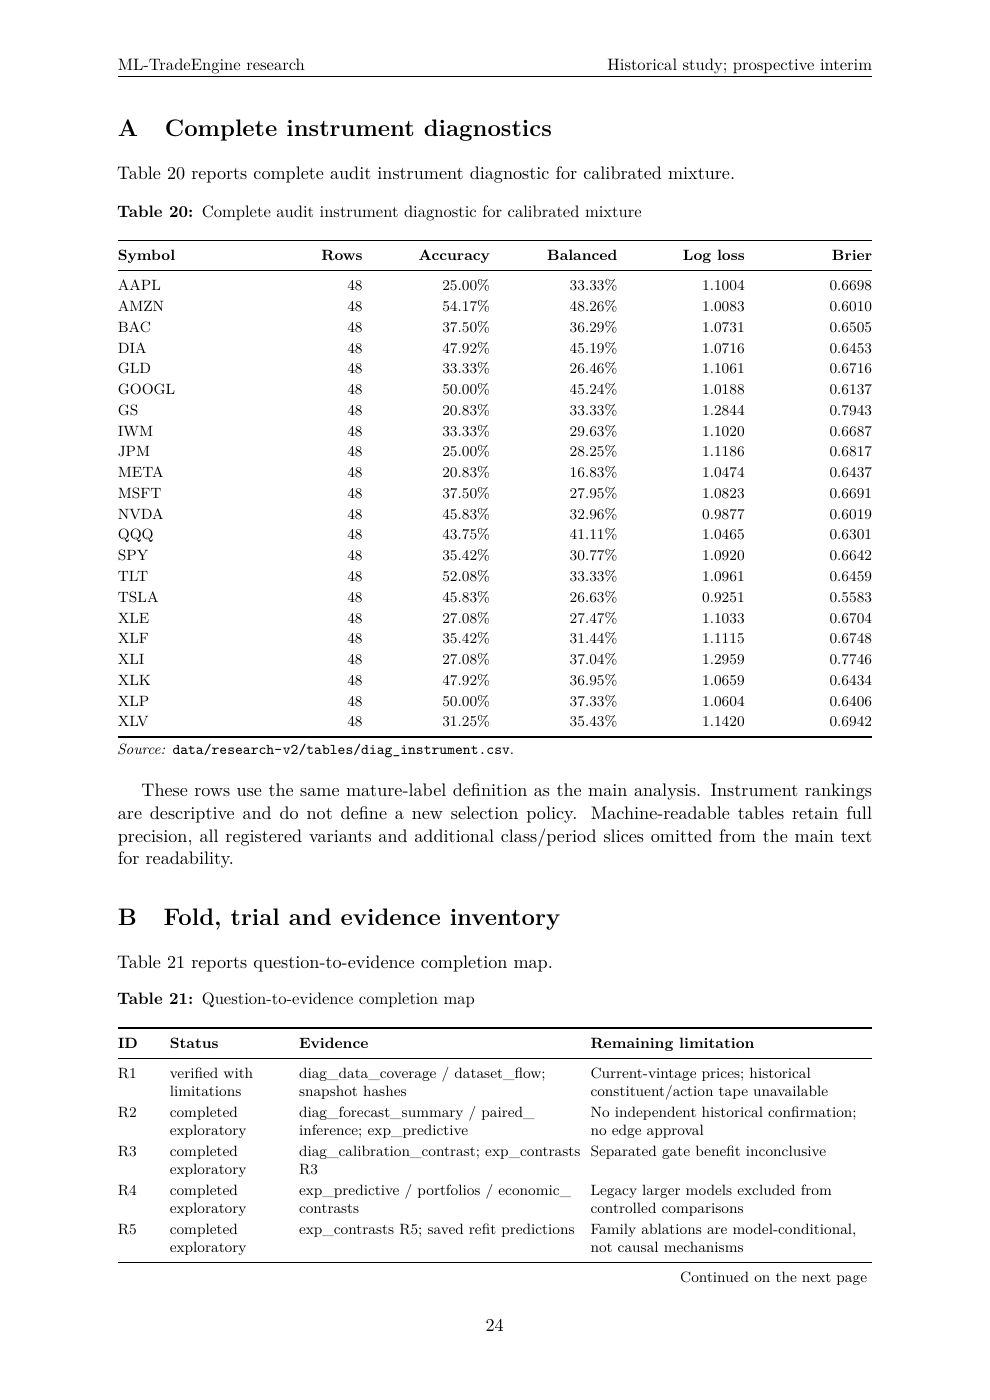 ML-TradeEngine research Historical study; prospective interim
A Complete instrument diagnostics
Table 20 reports complete audit instrument diagnostic for calibrated mixture.
Table 20: Complete audit instrument diagnostic for calibrated mixture
Symbol Rows Accuracy Balanced Log loss Brier
AAPL 48 25.00% 33.33% 1.1004 0.6698
AMZN 48 54.17% 48.26% 1.0083 0.6010
BAC 48 37.50% 36.29% 1.0731 0.6505
DIA 48 47.92% 45.19% 1.0716 0.6453
GLD 48 33.33% 26.46% 1.1061 0.6716
GOOGL 48 50.00% 45.24% 1.0188 0.6137
GS 48 20.83% 33.33% 1.2844 0.7943
IWM 48 33.33% 29.63% 1.1020 0.6687
JPM 48 25.00% 28.25% 1.1186 0.6817
META 48 20.83% 16.83% 1.0474 0.6437
MSFT 48 37.50% 27.95% 1.0823 0.6691
NVDA 48 45.83% 32.96% 0.9877 0.6019
QQQ 48 43.75% 41.11% 1.0465 0.6301
SPY 48 35.42% 30.77% 1.0920 0.6642
TLT 48 52.08% 33.33% 1.0961 0.6459
TSLA 48 45.83% 26.63% 0.9251 0.5583
XLE 48 27.08% 27.47% 1.1033 0.6704
XLF 48 35.42% 31.44% 1.1115 0.6748
XLI 48 27.08% 37.04% 1.2959 0.7746
XLK 48 47.92% 36.95% 1.0659 0.6434
XLP 48 50.00% 37.33% 1.0604 0.6406
XLV 48 31.25% 35.43% 1.1420 0.6942
Source: data/research-v2/tables/diag_instrument.csv.
These rows use the same mature-label definition as the main analysis. Instrument rankings
are descriptive and do not define a new selection policy. Machine-readable tables retain full
precision, all registered variants and additional class/period slices omitted from the main text
for readability.
B Fold, trial and evidence inventory
Table 21 reports question-to-evidence completion map.
Table 21: Question-to-evidence completion map
ID Status Evidence Remaining limitation
R1 verified with diag_data_coverage / dataset_flow; Current-vintage prices; historical
limitations snapshot hashes constituent/action tape unavailable
R2 completed diag_forecast_summary / paired_ No independent historical confirmation;
exploratory inference; exp_predictive no edge approval
R3 completed diag_calibration_contrast; exp_contrasts Separated gate benefit inconclusive
exploratory R3
R4 completed exp_predictive / portfolios / economic_ Legacy larger models excluded from
exploratory contrasts controlled comparisons
R5 completed exp_contrasts R5; saved refit predictions Family ablations are model-conditional,
exploratory not causal mechanisms
Continued on the next page
24